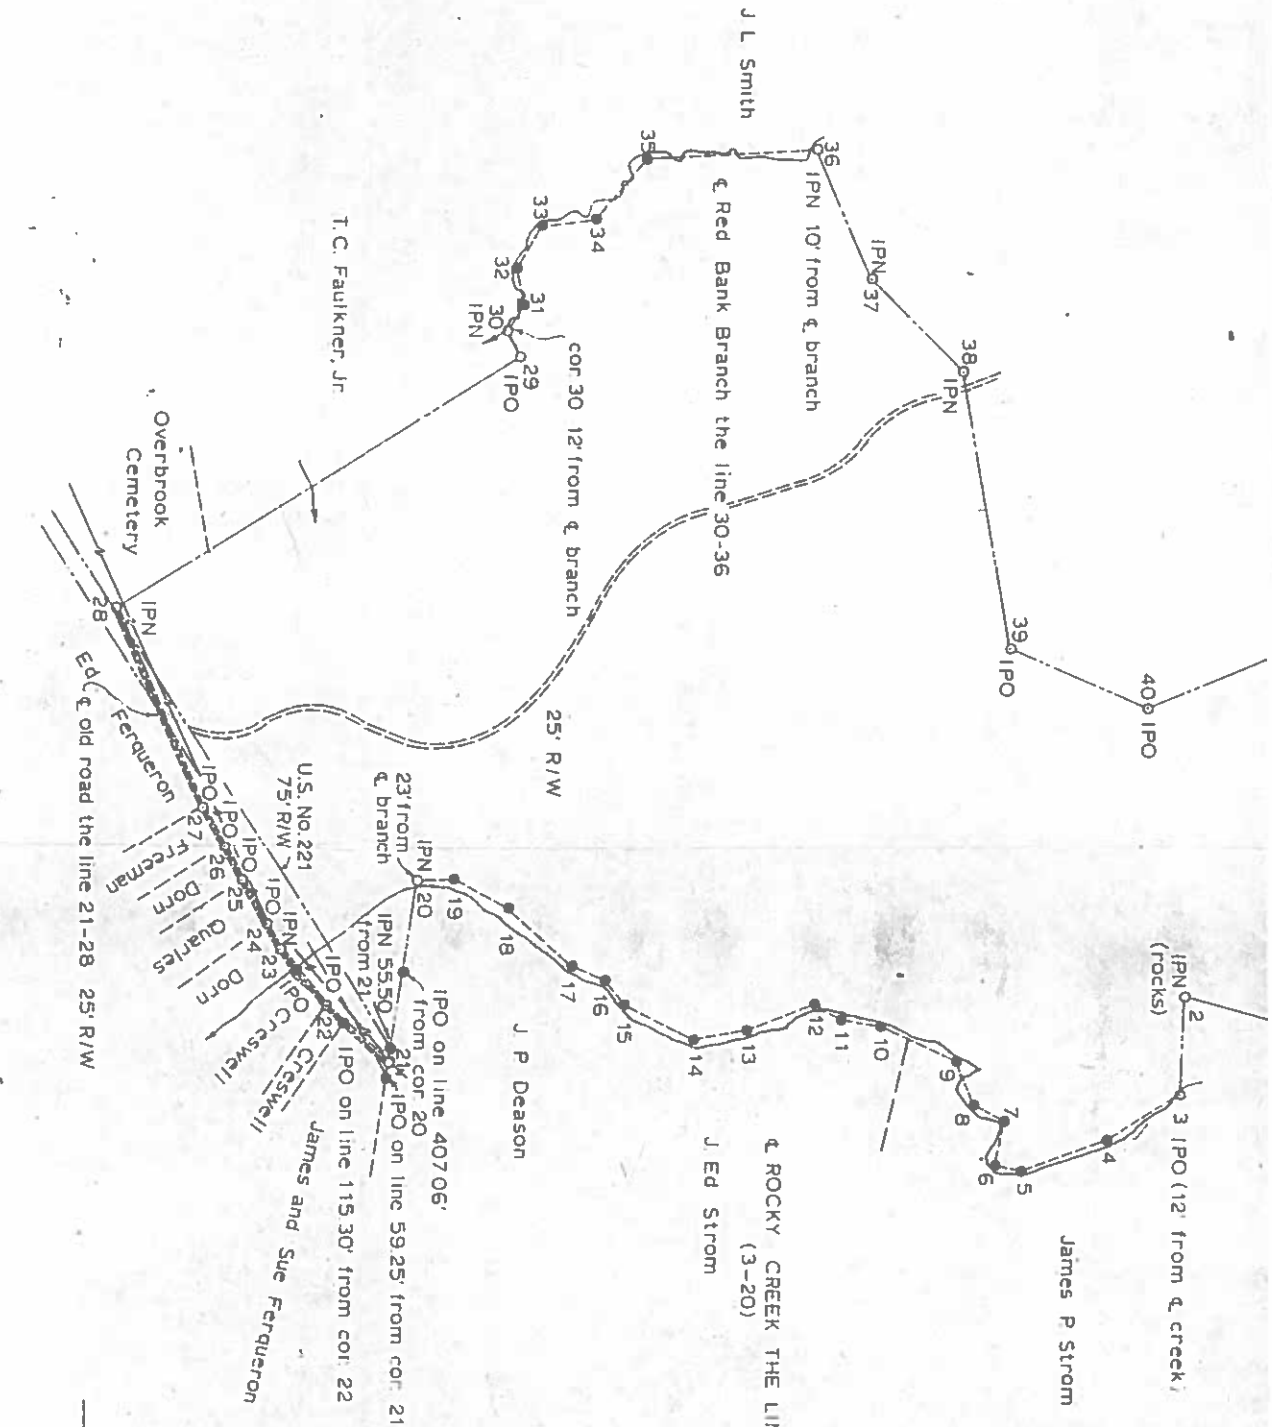 J. L. Smith
36
IPN 10' from ℄ branch
35
℄ Red Bank Branch the line 30-36
IPN
37
33
34
T.C. Faulkner, Jr.
32
31
30
IPN
cor. 30 12' from ℄ branch
29
IPO
38
IPN
Overbrook
Cemetery
39
IPO
40
IPO
IPN
28
Ed
Ferqueron
℄ old road the line 21-28 25' R/W
25' R/W
U.S. No. 221
75' R/W
23' from
℄ branch
IPN
20
19
18
17
16
15
14
13
12
11
10
9
8
7
6
5
4
3 IPO (12' from ℄ creek,
IPN
(rocks)
2
IPO
27
IPO
26
IPO
25
IPO
24
IPN
23
IPO
IPO
22
Freeman
Dorn
Quarles
Dorn
Creswell
Creswell
IPN 55.50
from 21
21
IPO on line 407.06'
from cor. 20
IPO on line 59.25' from cor. 21
IPO on line 115.30' from cor. 22
James and Sue Ferqueron
J. P. Deason
J. Ed Strom
℄ ROCKY CREEK THE
(3-20)
James P. Strom